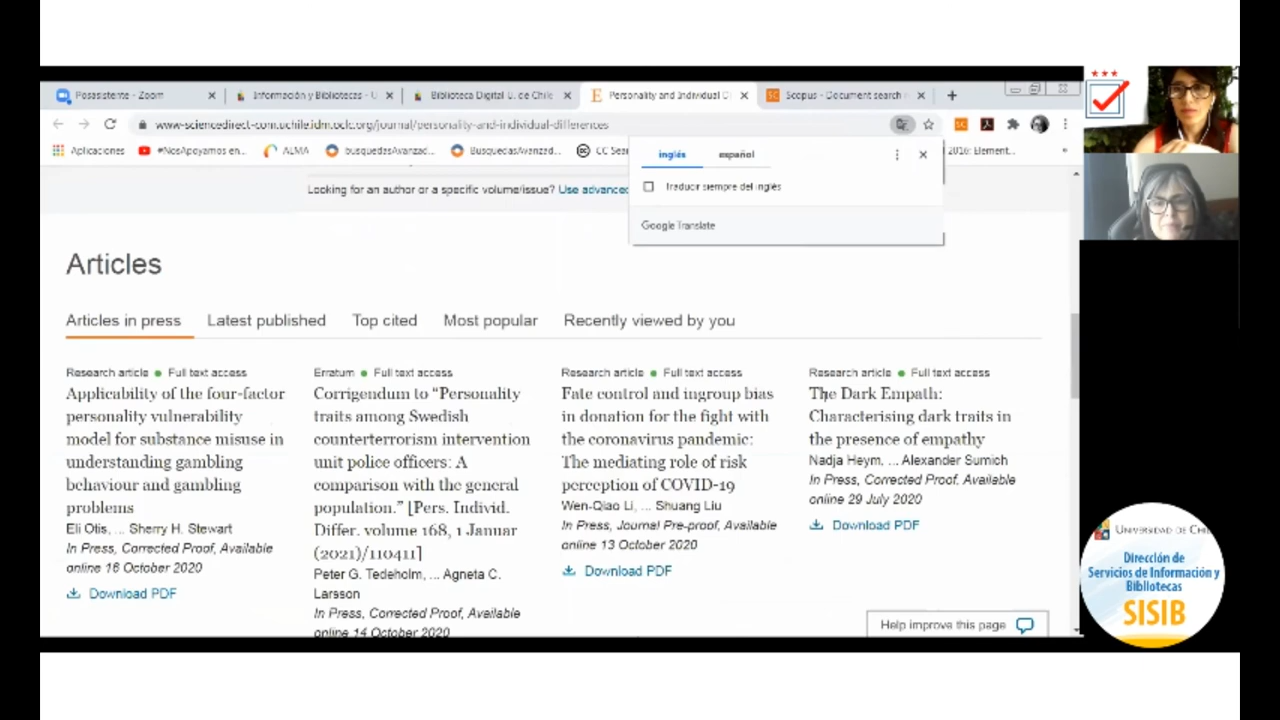 Posasistente - Zoom
Información y Bibliotecas - U
Biblioteca Digital U. de Chile
Personality and Individual D
Scopus - Document search r
www-sciencedirect-com.uchile.idm.oclc.org/journal/personality-and-individual-differences
Aplicaciones
#NosApoyamos en...
ALMA
busquedasAvanzad...
BusquedasAvanzad...
CC Sear
2016: Element...
inglés
español
Traducir siempre del inglés
Google Translate
Looking for an author or a specific volume/issue? Use advanced
Articles
Articles in press
Latest published
Top cited
Most popular
Recently viewed by you
Research article
Full text access
Applicability of the four-factor
personality vulnerability
model for substance misuse in
understanding gambling
behaviour and gambling
problems
Eli Otis, ... Sherry H. Stewart
In Press, Corrected Proof, Available
online 16 October 2020
Download PDF
Erratum
Full text access
Corrigendum to “Personality
traits among Swedish
counterterrorism intervention
unit police officers: A
comparison with the general
population.” [Pers. Individ.
Differ. volume 168, 1 Januar
(2021)/110411]
Peter G. Tedeholm, ... Agneta C.
Larsson
In Press, Corrected Proof, Available
online 14 October 2020
Research article
Full text access
Fate control and ingroup bias
in donation for the fight with
the coronavirus pandemic:
The mediating role of risk
perception of COVID-19
Wen-Qiao Li, ... Shuang Liu
In Press, Journal Pre-proof, Available
online 13 October 2020
Download PDF
Research article
Full text access
The Dark Empath:
Characterising dark traits in
the presence of empathy
Nadja Heym, ... Alexander Sumich
In Press, Corrected Proof, Available
online 29 July 2020
Download PDF
Help improve this page
UNIVERSIDAD DE CHIL
Dirección de
Servicios de Información y
Bibliotecas
SISIB